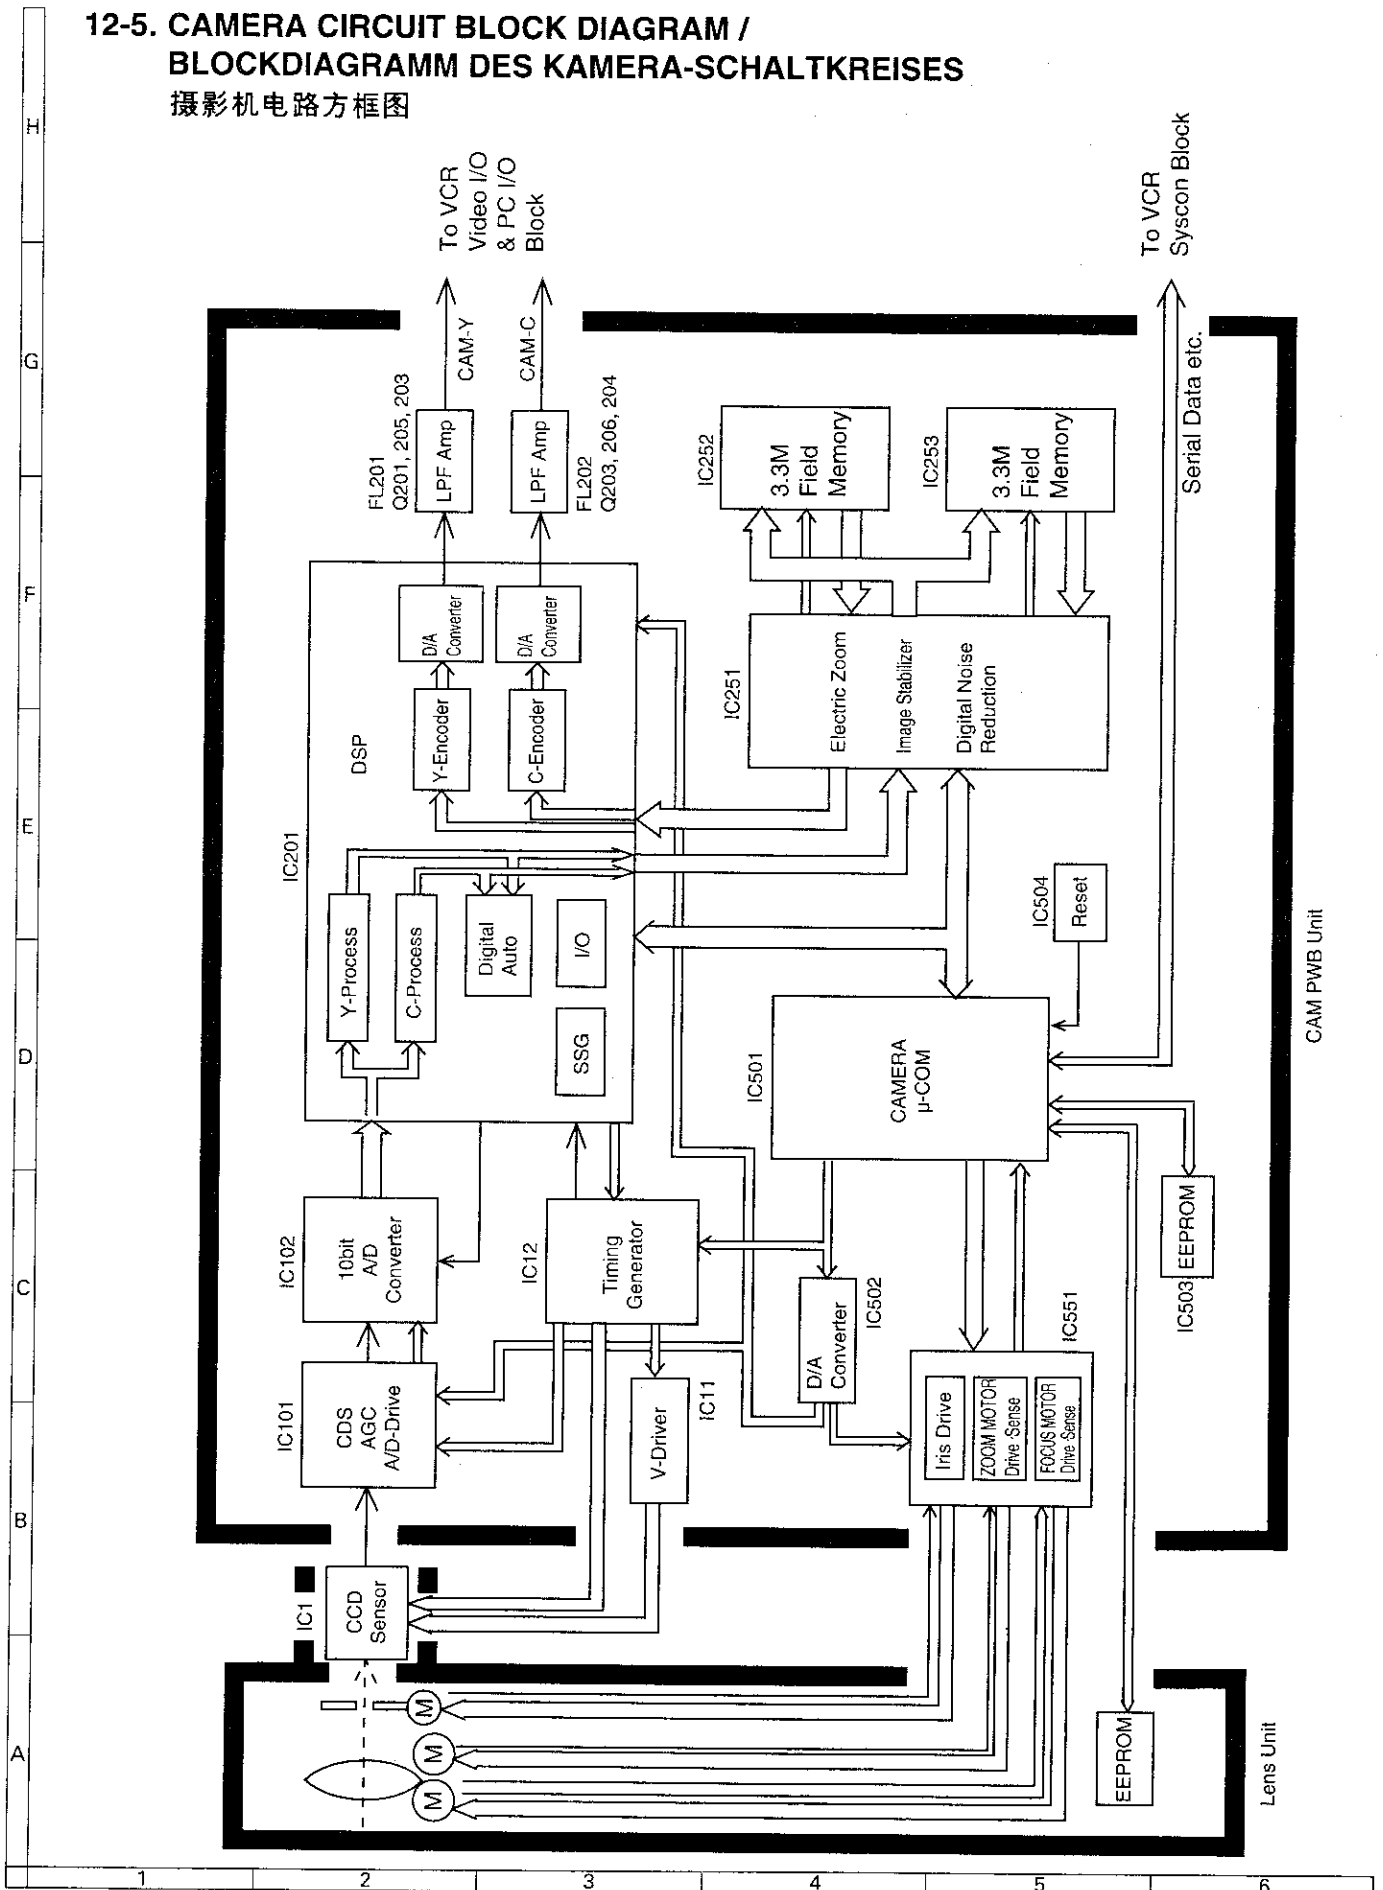 12-5. CAMERA CIRCUIT BLOCK DIAGRAM /
BLOCKDIAGRAMM DES KAMERA-SCHALTKREISES
摄影机电路方框图
H
G
F
E
D
C
B
A
1
2
3
4
5
6
To VCR
Video I/O
& PC I/O
Block
To VCR
Syscon Block
CAM-Y
CAM-C
Serial Data etc.
FL201
Q201, 205, 203
LPF Amp
LPF Amp
FL202
Q203, 206, 204
IC252
3.3M
Field
Memory
IC253
3.3M
Field
Memory
IC201
DSP
D/A
Converter
D/A
Converter
Y-Encoder
C-Encoder
Y-Process
C-Process
Digital
Auto
I/O
SSG
IC251
Electric Zoom
Image Stabilizer
Digital Noise
Reduction
IC504
Reset
IC501
CAMERA
μ-COM
CAM PWB Unit
IC102
10bit
A/D
Converter
IC12
Timing
Generator
D/A
Converter
IC502
IC503
EEPROM
IC101
CDS
AGC
A/D-Drive
IC11
V-Driver
IC551
Iris Drive
ZOOM MOTOR
Drive·Sense
FOCUS MOTOR
Drive·Sense
IC1
CCD
Sensor
M
M
M
EEPROM
Lens Unit